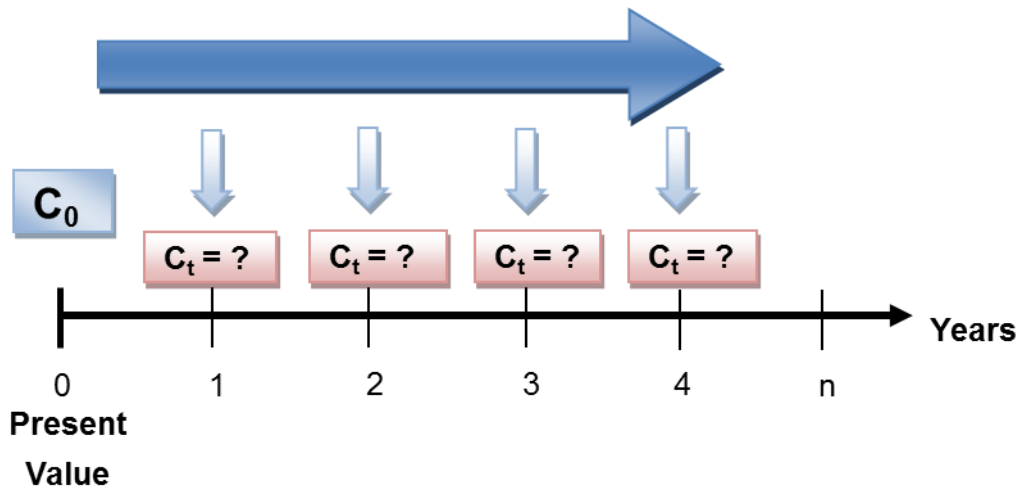 C₀
Cₜ = ? Cₜ = ? Cₜ = ? Cₜ = ?
Years
0 1 2 3 4 n
Present
Value